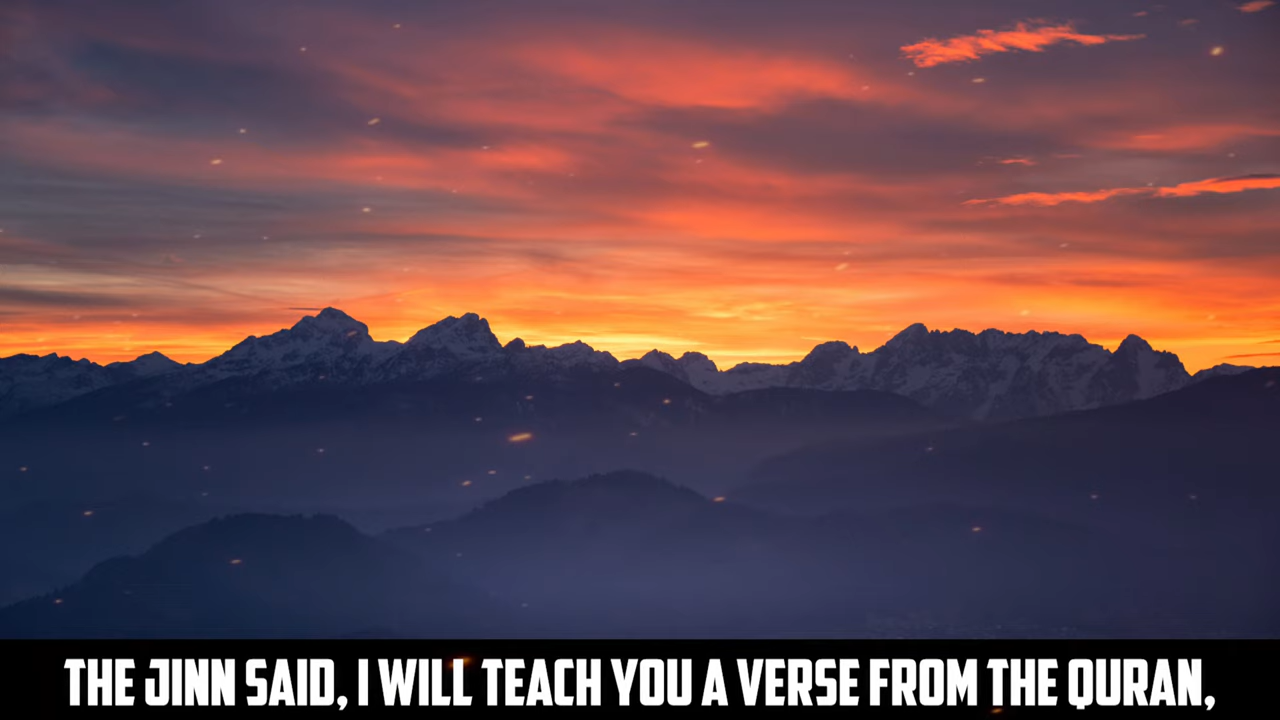 THE JINN SAID, I WILL TEACH YOU A VERSE FROM THE QURAN,